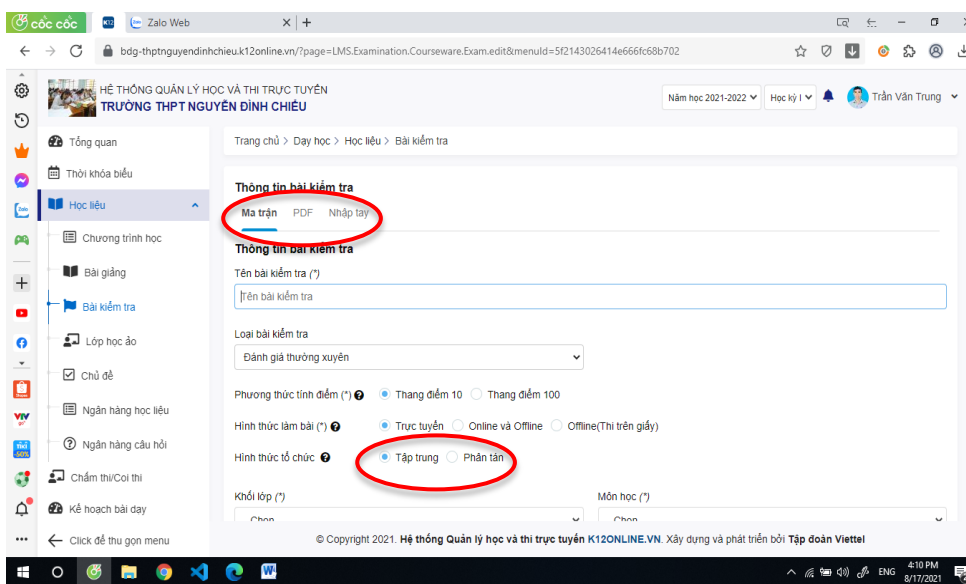 cốc cốc K12 Zalo Web
bdg-thptnguyendinhchieu.k12online.vn/?page=LMS.Examination.Courseware.Exam.edit&menuId=5f2143026414e666fc68b702
HỆ THỐNG QUẢN LÝ HỌC VÀ THI TRỰC TUYẾN
TRƯỜNG THPT NGUYỄN ĐÌNH CHIỂU
Năm học 2021-2022 Học kỳ I Trần Văn Trung
Tổng quan
Thời khóa biểu
Học liệu
Chương trình học
Bài giảng
Bài kiểm tra
Lớp học ảo
Chủ đề
Ngân hàng học liệu
Ngân hàng câu hỏi
Chấm thi/Coi thi
Kế hoạch bài dạy
Click để thu gọn menu
Trang chủ > Dạy học > Học liệu > Bài kiểm tra
Thông tin bài kiểm tra
Ma trận PDF Nhập tay
Thông tin bài kiểm tra
Tên bài kiểm tra (*)
Tên bài kiểm tra
Loại bài kiểm tra
Đánh giá thường xuyên
Phương thức tính điểm (*) Thang điểm 10 Thang điểm 100
Hình thức làm bài (*) Trực tuyến Online và Offline Offline(Thi trên giấy)
Hình thức tổ chức Tập trung Phân tán
Khối lớp (*) Môn học (*)
Chọn Chọn
© Copyright 2021. Hệ thống Quản lý học và thi trực tuyến K12ONLINE.VN. Xây dựng và phát triển bởi Tập đoàn Viettel
ENG
4:10 PM
8/17/2021